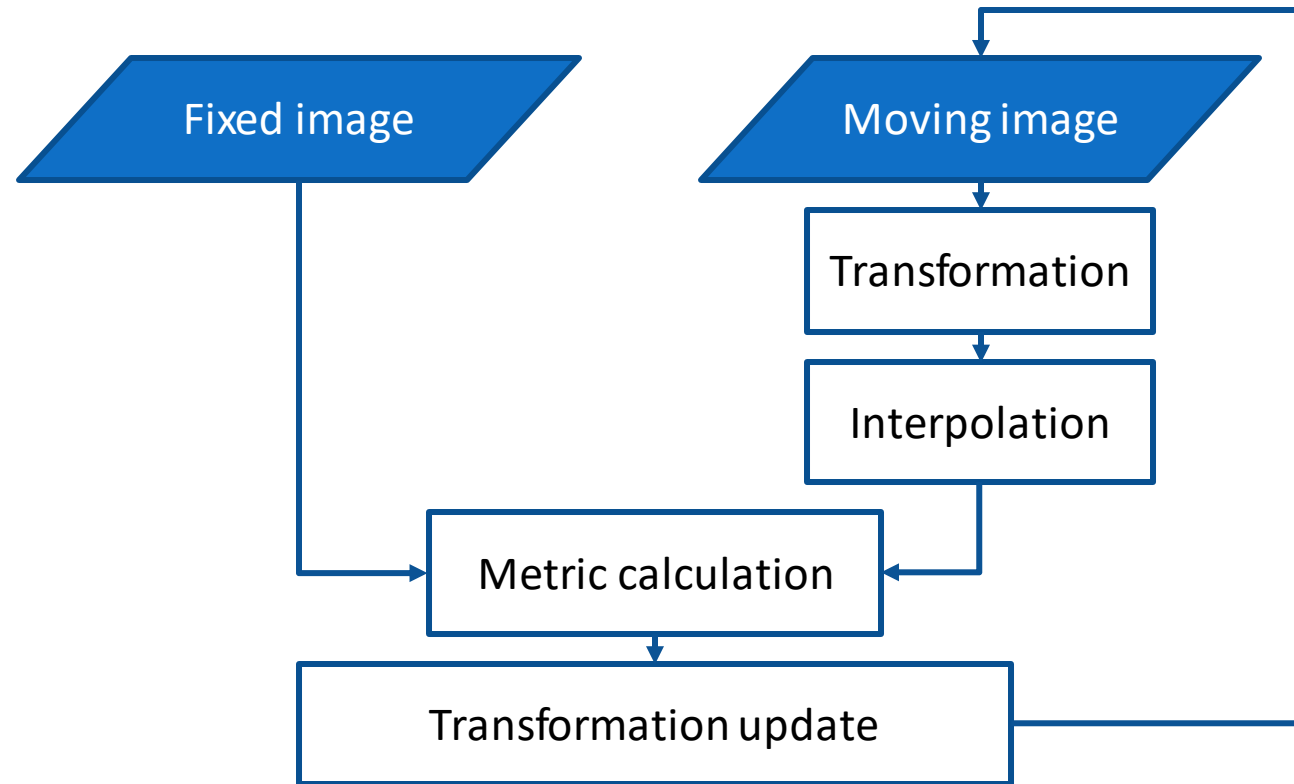 Fixed image
Moving image
Transformation
Interpolation
Metric calculation
Transformation update